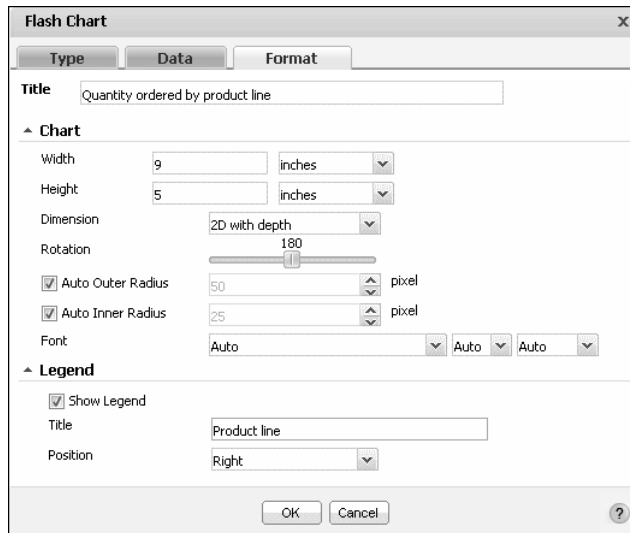 Flash Chart x
Type Data Format
Title Quantity ordered by product line
Chart
Width 9 inches
Height 5 inches
Dimension 2D with depth
180
Rotation
Auto Outer Radius 50 pixel
Auto Inner Radius 25 pixel
Font Auto Auto Auto
Legend
Show Legend
Title Product line
Position Right
OK Cancel ?